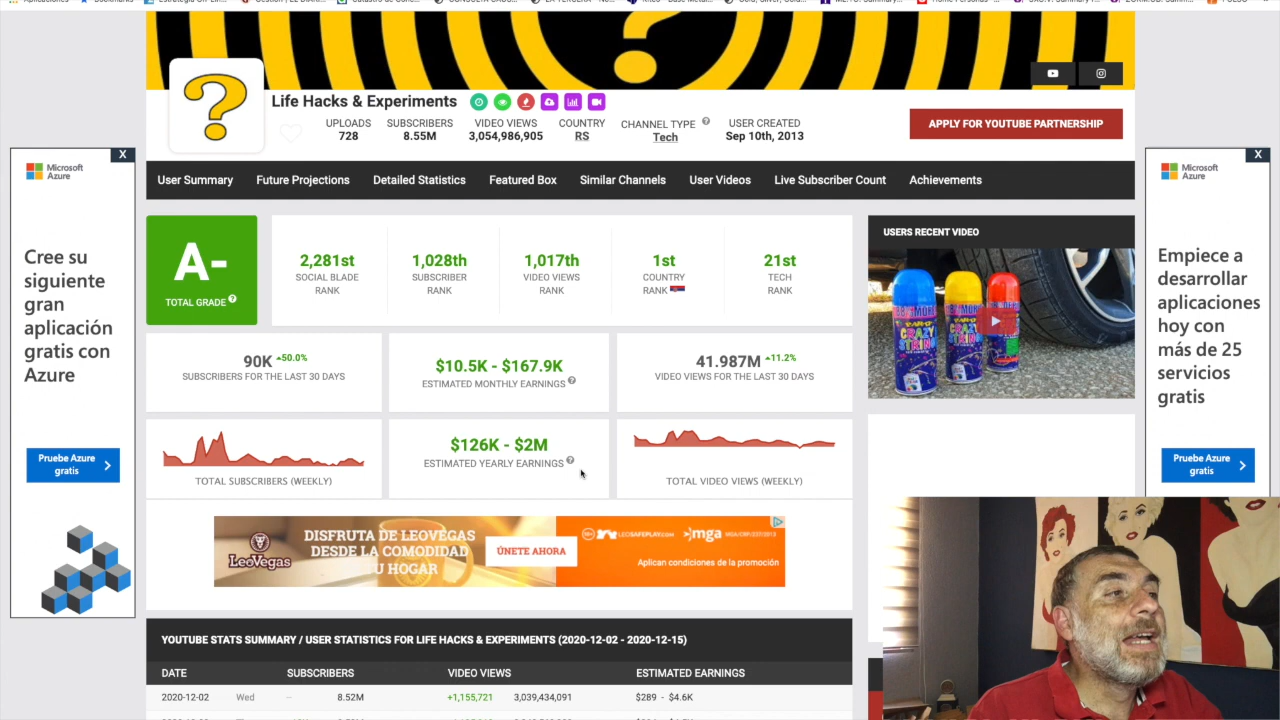 Life Hacks & Experiments
UPLOADS
728
SUBSCRIBERS
8.55M
VIDEO VIEWS
3,054,986,905
COUNTRY
RS
CHANNEL TYPE
Tech
USER CREATED
Sep 10th, 2013
APPLY FOR YOUTUBE PARTNERSHIP
User Summary
Future Projections
Detailed Statistics
Featured Box
Similar Channels
User Videos
Live Subscriber Count
Achievements
X
Microsoft
Azure
Cree su
siguiente
gran
aplicación
gratis con
Azure
Pruebe Azure
gratis
A-
TOTAL GRADE
2,281st
SOCIAL BLADE
RANK
1,028th
SUBSCRIBER
RANK
1,017th
VIDEO VIEWS
RANK
1st
COUNTRY
RANK
21st
TECH
RANK
90K
50.0%
SUBSCRIBERS FOR THE LAST 30 DAYS
$10.5K - $167.9K
ESTIMATED MONTHLY EARNINGS
41.987M
11.2%
VIDEO VIEWS FOR THE LAST 30 DAYS
TOTAL SUBSCRIBERS (WEEKLY)
$126K - $2M
ESTIMATED YEARLY EARNINGS
TOTAL VIDEO VIEWS (WEEKLY)
USERS RECENT VIDEO
CRAZY
STRING
CRAZY
STRING
X
Microsoft
Azure
Empiece a
desarrollar
aplicaciones
hoy con
más de 25
servicios
gratis
Pruebe Azure
gratis
LeoVegas
DISFRUTA DE LEOVEGAS
DESDE LA COMODIDAD
SU HOGAR
ÚNETE AHORA
mga
Aplican condiciones de la promoción
YOUTUBE STATS SUMMARY / USER STATISTICS FOR LIFE HACKS & EXPERIMENTS (2020-12-02 - 2020-12-15)
DATE
SUBSCRIBERS
VIDEO VIEWS
ESTIMATED EARNINGS
2020-12-02 Wed -- 8.52M +1,155,721 3,039,434,091 $289 - $4.6K